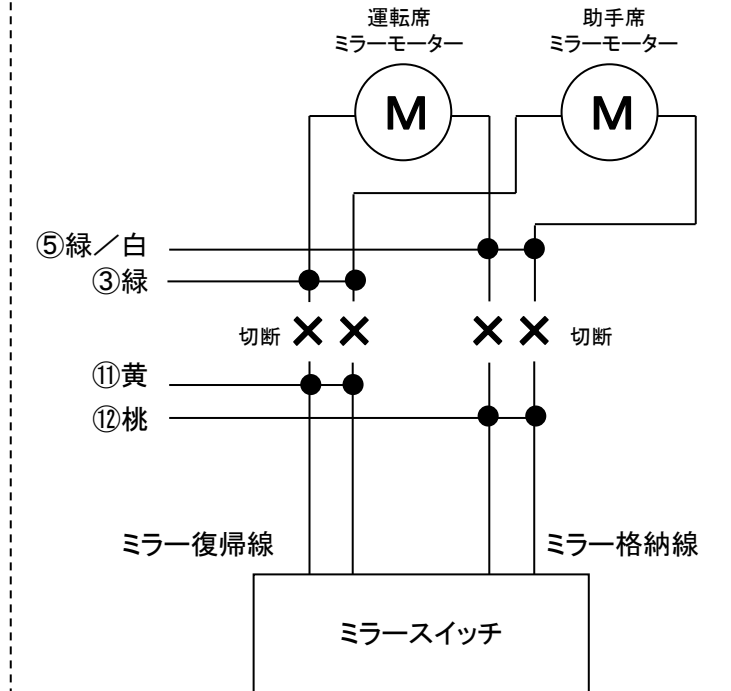 運転席
ミラーモーター
助手席
ミラーモーター
M
M
⑤緑／白
③緑
切断
切断
⑪黄
⑫桃
ミラー復帰線
ミラー格納線
ミラースイッチ